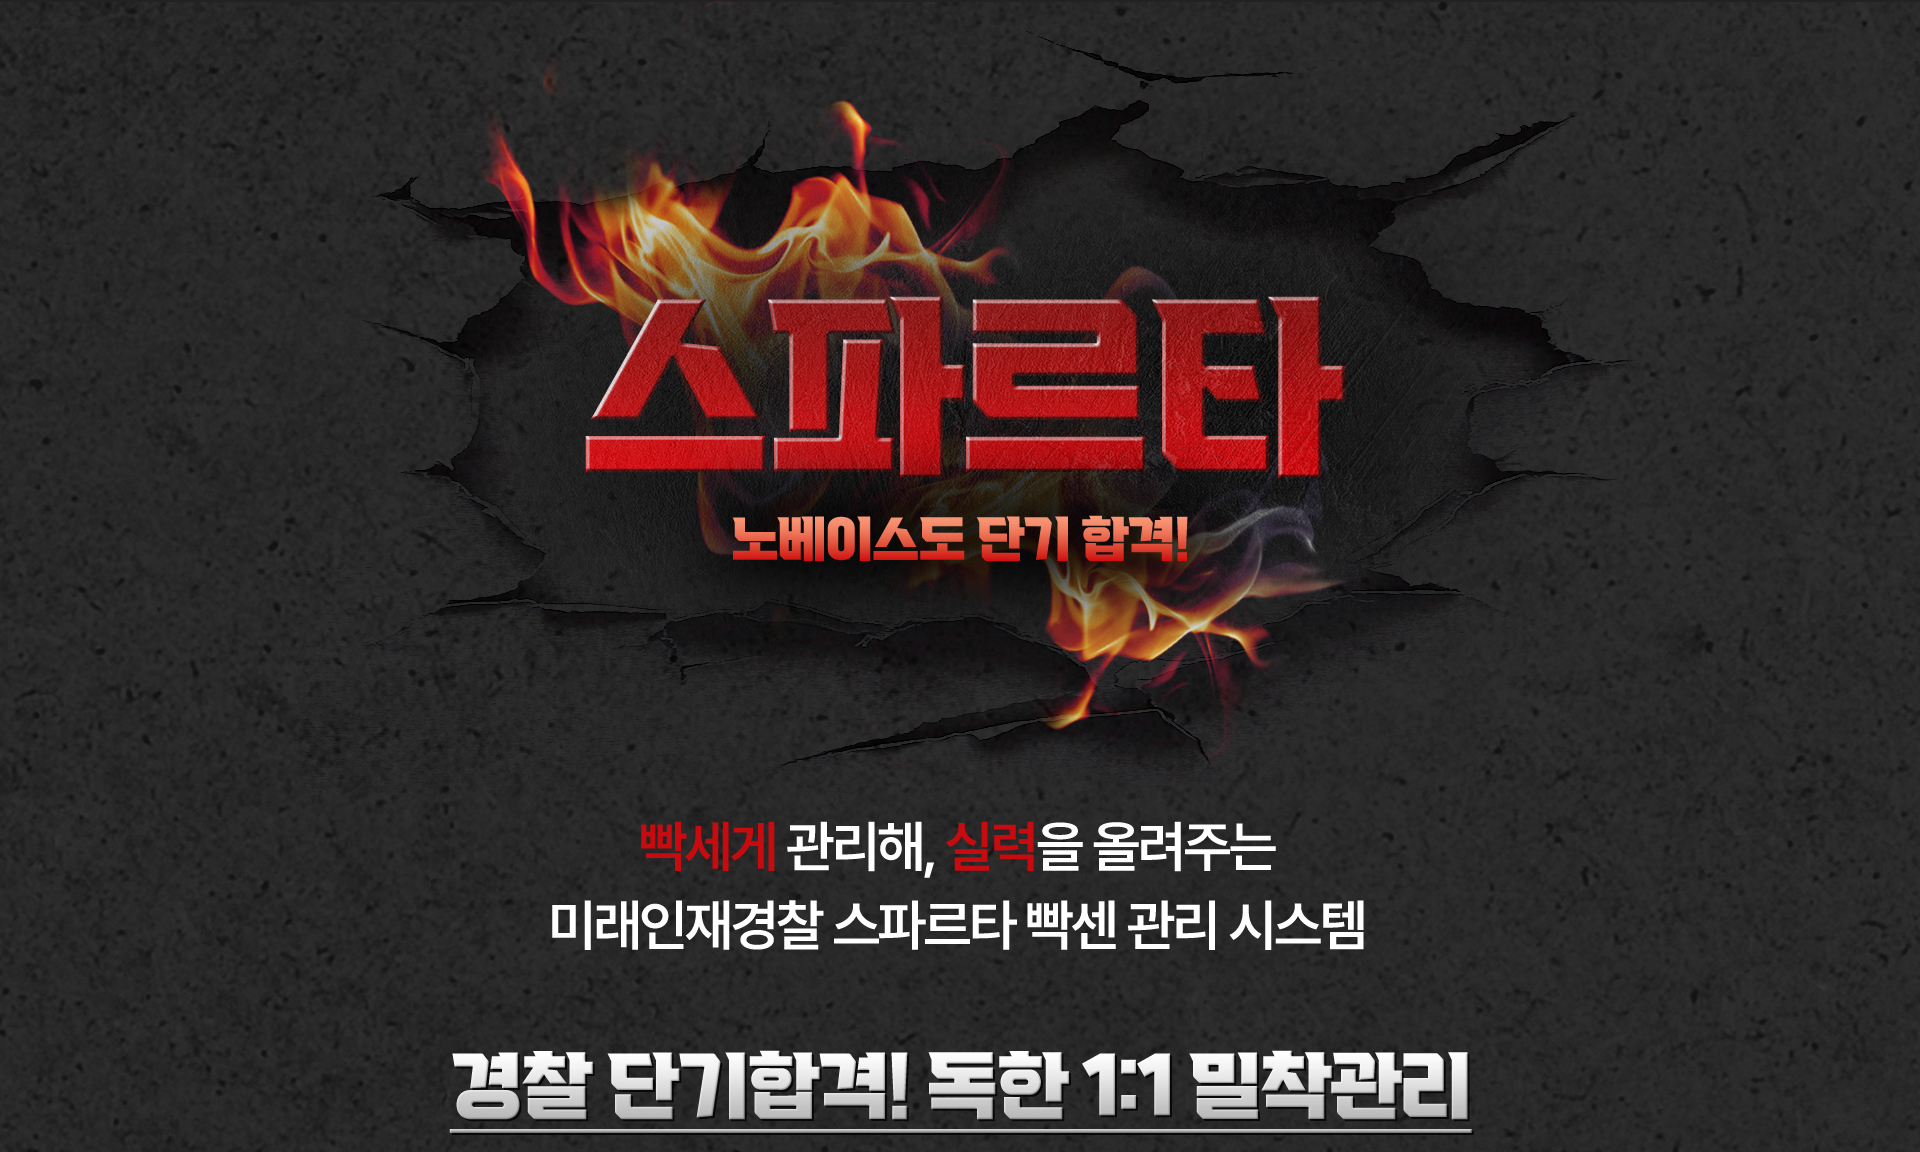 스파르타
노베이스도 단기 합격!
빡세게 관리해, 실력을 올려주는
미래인재경찰 스파르타 빡센 관리 시스템
경찰 단기합격! 독한 1:1 밀착관리